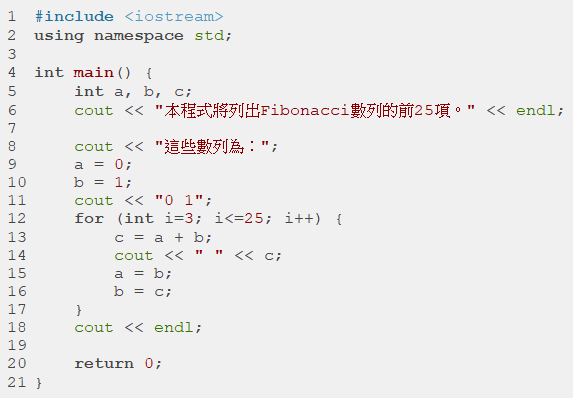 1 #include <iostream>
2 using namespace std;
3
4 int main() {
5     int a, b, c;
6     cout << "本程式將列出Fibonacci數列的前25項。" << endl;
7
8     cout << "這些數列為：";
9     a = 0;
10     b = 1;
11     cout << "0 1";
12     for (int i=3; i<=25; i++) {
13         c = a + b;
14         cout << " " << c;
15         a = b;
16         b = c;
17     }
18     cout << endl;
19
20     return 0;
21 }